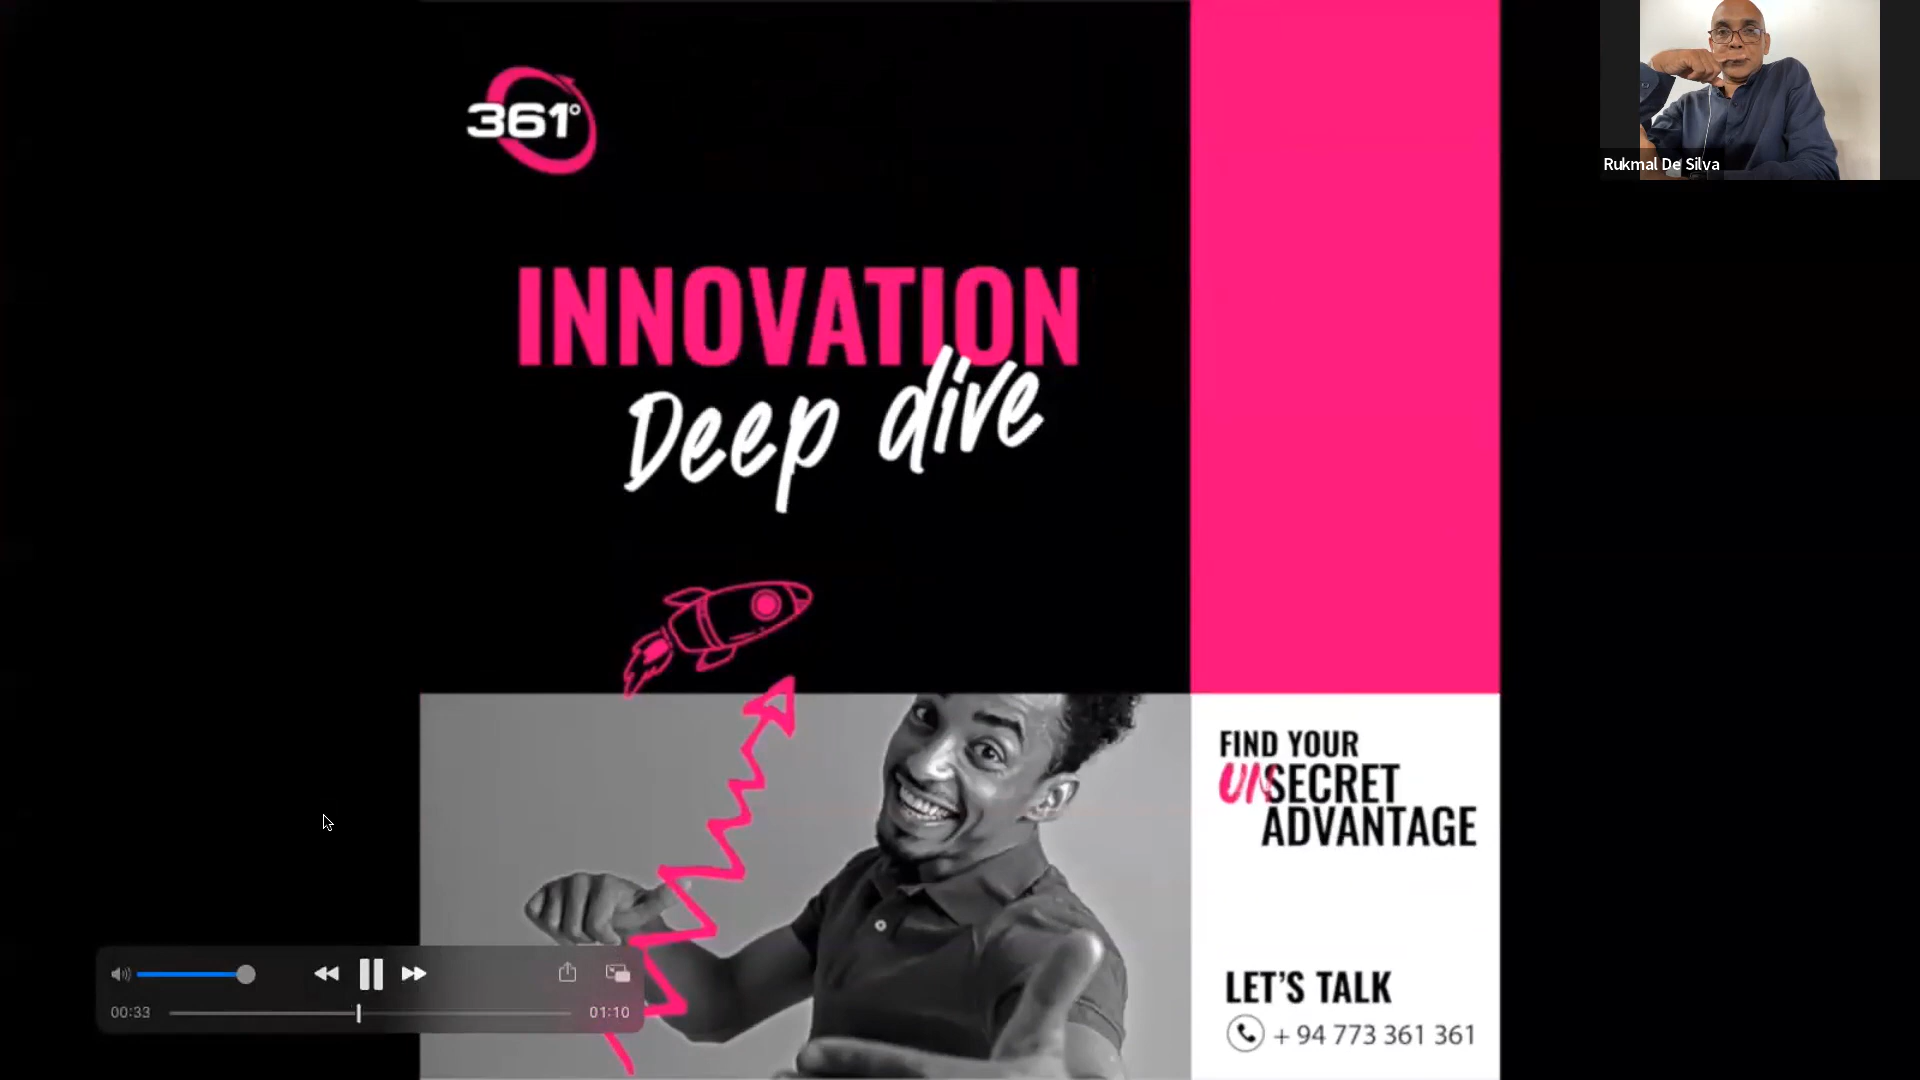 361°
INNOVATION
Deep dive
FIND YOUR
UNSECRET
ADVANTAGE
LET'S TALK
+ 94 773 361 361
Rukmal De Silva
00:33
01:10